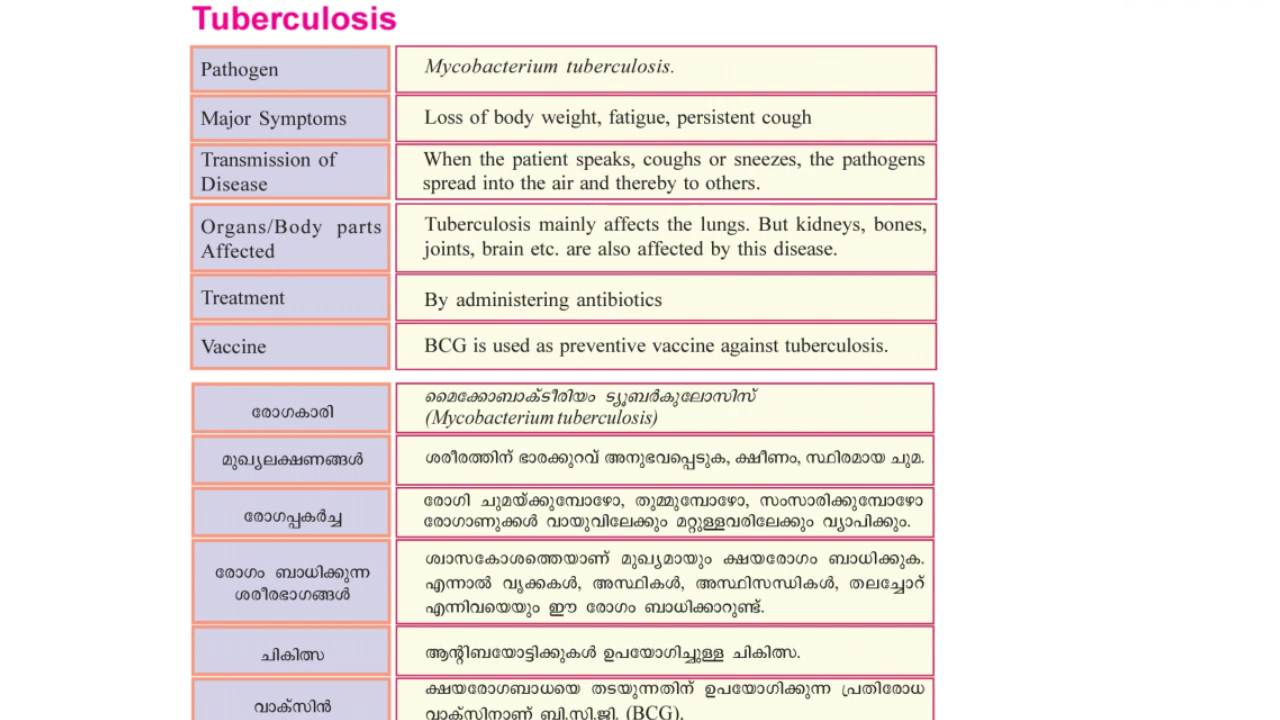 Tuberculosis
Pathogen
Mycobacterium tuberculosis.
Major Symptoms
Loss of body weight, fatigue, persistent cough
Transmission of
Disease
When the patient speaks, coughs or sneezes, the pathogens
spread into the air and thereby to others.
Organs/Body parts
Affected
Tuberculosis mainly affects the lungs. But kidneys, bones,
joints, brain etc. are also affected by this disease.
Treatment
By administering antibiotics
Vaccine
BCG is used as preventive vaccine against tuberculosis.
രോഗകാരി
മൈക്കോബാക്ടീരിയം ട്യൂബർകുലോസിസ്
(Mycobacterium tuberculosis)
മുഖ്യലക്ഷണങ്ങൾ
ശരീരത്തിന് ഭാരക്കുറവ് അനുഭവപ്പെടുക, ക്ഷീണം, സ്ഥിരമായ ചുമ.
രോഗപ്പകർച്ച
രോഗി ചുമയ്ക്കുമ്പോഴോ, തുമ്മുമ്പോഴോ, സംസാരിക്കുമ്പോഴോ
രോഗാണുക്കൾ വായുവിലേക്കും മറ്റുള്ളവരിലേക്കും വ്യാപിക്കും.
രോഗം ബാധിക്കുന്ന
ശരീരഭാഗങ്ങൾ
ശ്വാസകോശത്തെയാണ് മുഖ്യമായും ക്ഷയരോഗം ബാധിക്കുക.
എന്നാൽ വൃക്കകൾ, അസ്ഥികൾ, അസ്ഥിസന്ധികൾ, തലച്ചോറ്
എന്നിവയെയും ഈ രോഗം ബാധിക്കാറുണ്ട്.
ചികിത്സ
ആന്റിബയോട്ടിക്കുകൾ ഉപയോഗിച്ചുള്ള ചികിത്സ.
വാക്സിൻ
ക്ഷയരോഗബാധയെ തടയുന്നതിന് ഉപയോഗിക്കുന്ന പ്രതിരോധ
വാക്സിനാണ് ബി.സി.ജി. (BCG).